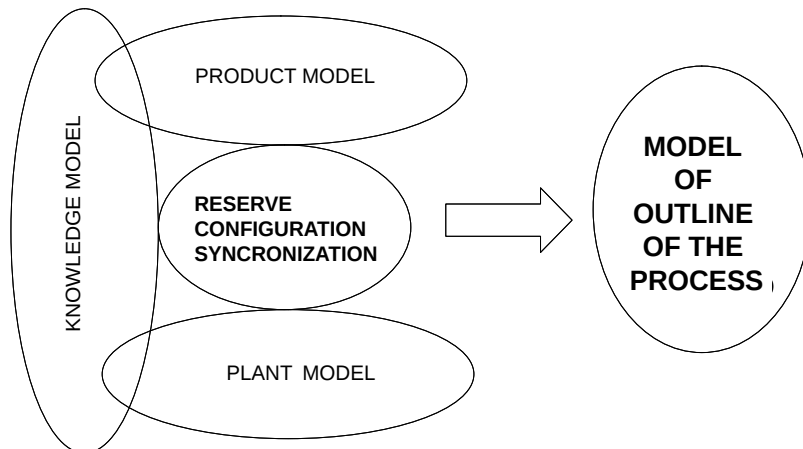 KNOWLEDGE MODEL
PRODUCT MODEL
RESERVE
CONFIGURATION
SYNCRONIZATION
PLANT MODEL
MODEL
OF
OUTLINE
OF THE
PROCESS